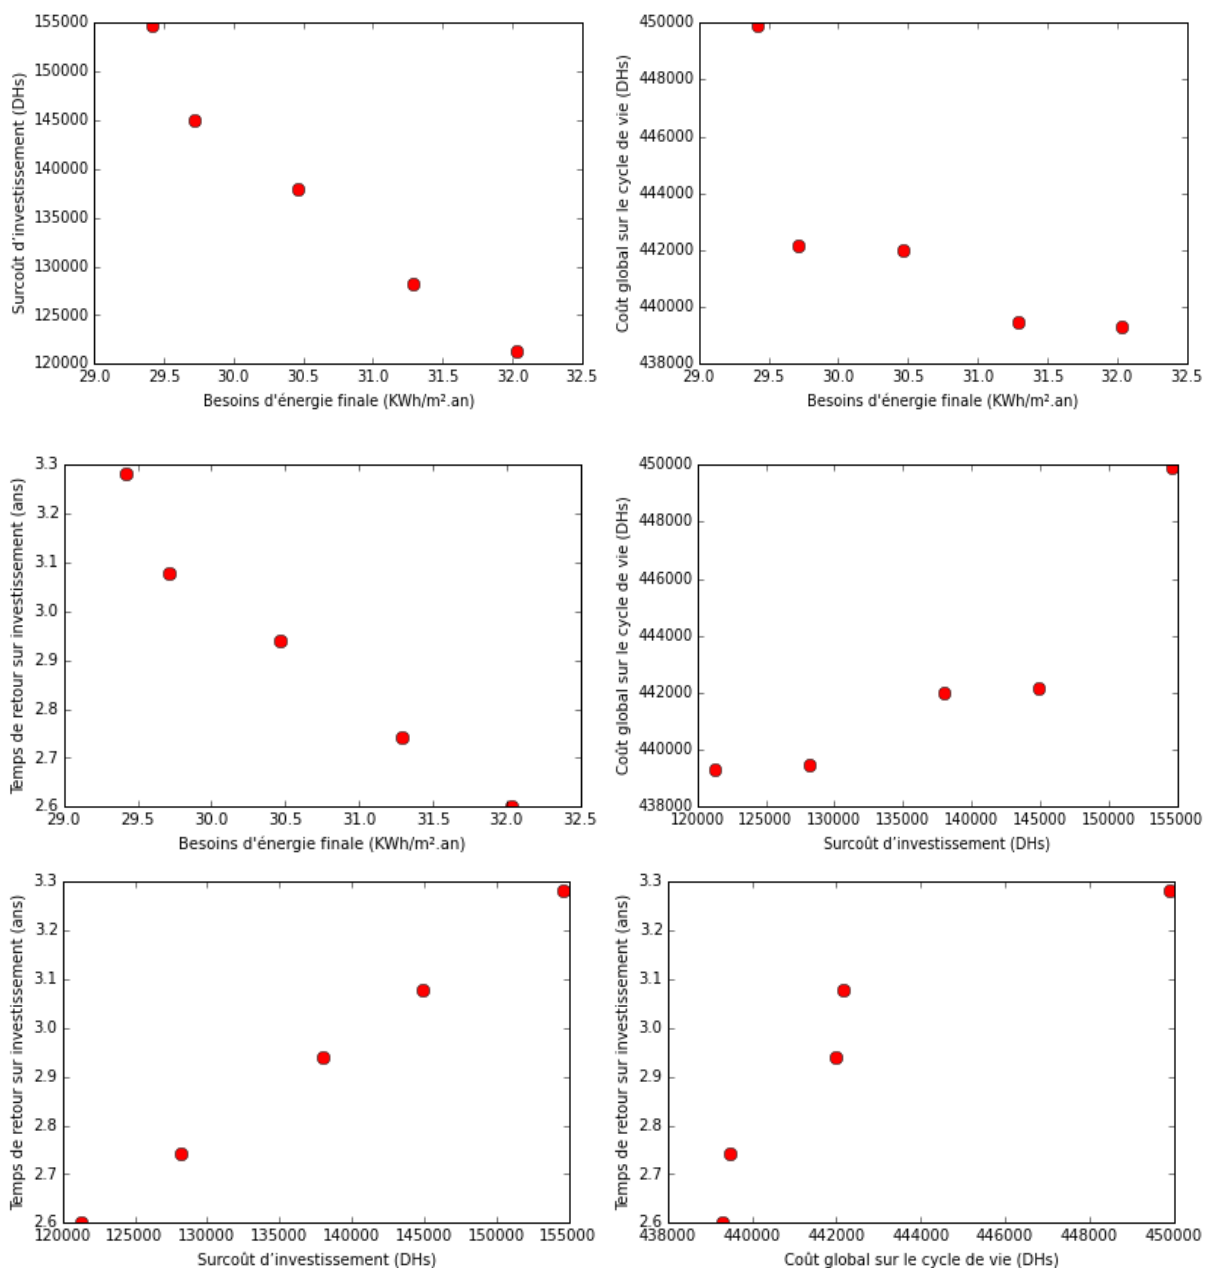 155000
150000
145000
140000
135000
130000
125000
120000
Surcoût d’investissement (DHs)
29.0 29.5 30.0 30.5 31.0 31.5 32.0 32.5
Besoins d'énergie finale (KWh/m².an)
450000
448000
446000
444000
442000
440000
438000
Coût global sur le cycle de vie (DHs)
29.0 29.5 30.0 30.5 31.0 31.5 32.0 32.5
Besoins d'énergie finale (KWh/m².an)
3.3
3.2
3.1
3.0
2.9
2.8
2.7
2.6
Temps de retour sur investissement (ans)
29.0 29.5 30.0 30.5 31.0 31.5 32.0 32.5
Besoins d'énergie finale (KWh/m².an)
450000
448000
446000
444000
442000
440000
438000
Coût global sur le cycle de vie (DHs)
120000 125000 130000 135000 140000 145000 150000 155000
Surcoût d’investissement (DHs)
3.3
3.2
3.1
3.0
2.9
2.8
2.7
2.6
Temps de retour sur investissement (ans)
120000 125000 130000 135000 140000 145000 150000 155000
Surcoût d’investissement (DHs)
3.3
3.2
3.1
3.0
2.9
2.8
2.7
2.6
Temps de retour sur investissement (ans)
438000 440000 442000 444000 446000 448000 450000
Coût global sur le cycle de vie (DHs)